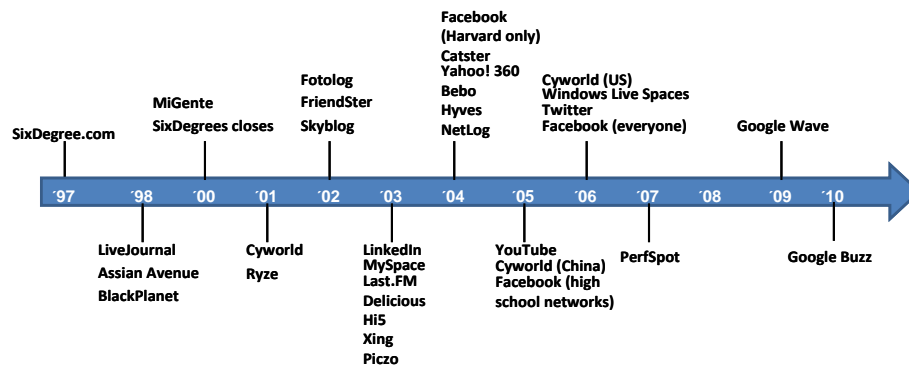 Facebook
(Harvard only)
Catster
Yahoo! 360
Bebo
Hyves
NetLog
Fotolog
FriendSter
Skyblog
Cyworld (US)
Windows Live Spaces
Twitter
Facebook (everyone)
MiGente
SixDegrees closes
SixDegree.com
Google Wave
´97 ´98 ´00 ´01 ´02 ´03 ´04 ´05 ´06 ´07 ´08 ´09 ´10
LiveJournal
Assian Avenue
BlackPlanet
Cyworld
Ryze
LinkedIn
MySpace
Last.FM
Delicious
Hi5
Xing
Piczo
YouTube
Cyworld (China)
Facebook (high
school networks)
PerfSpot
Google Buzz